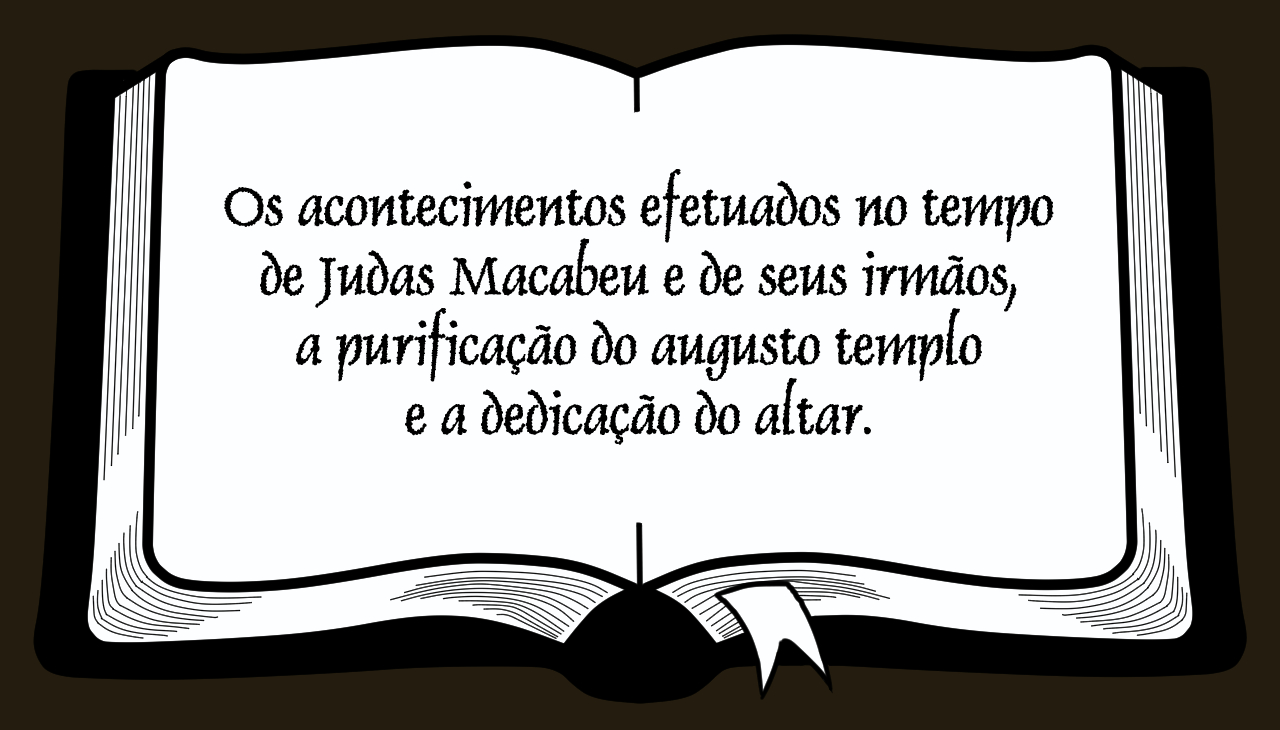 Os acontecimentos efetuados no tempo
de Judas Macabeu e de seus irmãos,
a purificação do augusto templo
e a dedicação do altar.